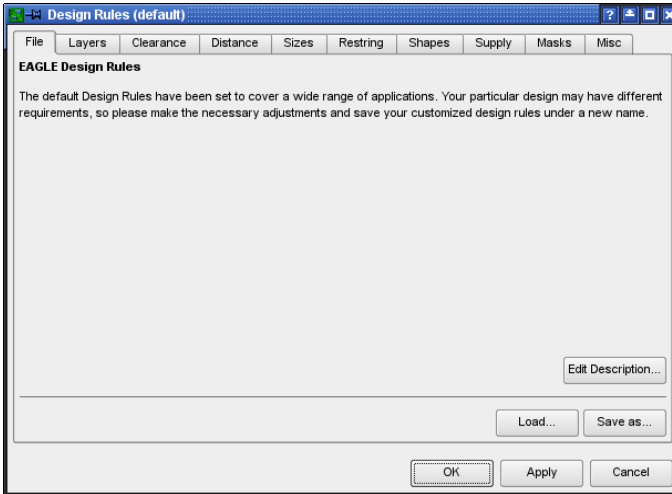 Design Rules (default)
File Layers Clearance Distance Sizes Restring Shapes Supply Masks Misc
EAGLE Design Rules
The default Design Rules have been set to cover a wide range of applications. Your particular design may have different
requirements, so please make the necessary adjustments and save your customized design rules under a new name.
Edit Description...
Load... Save as...
OK Apply Cancel